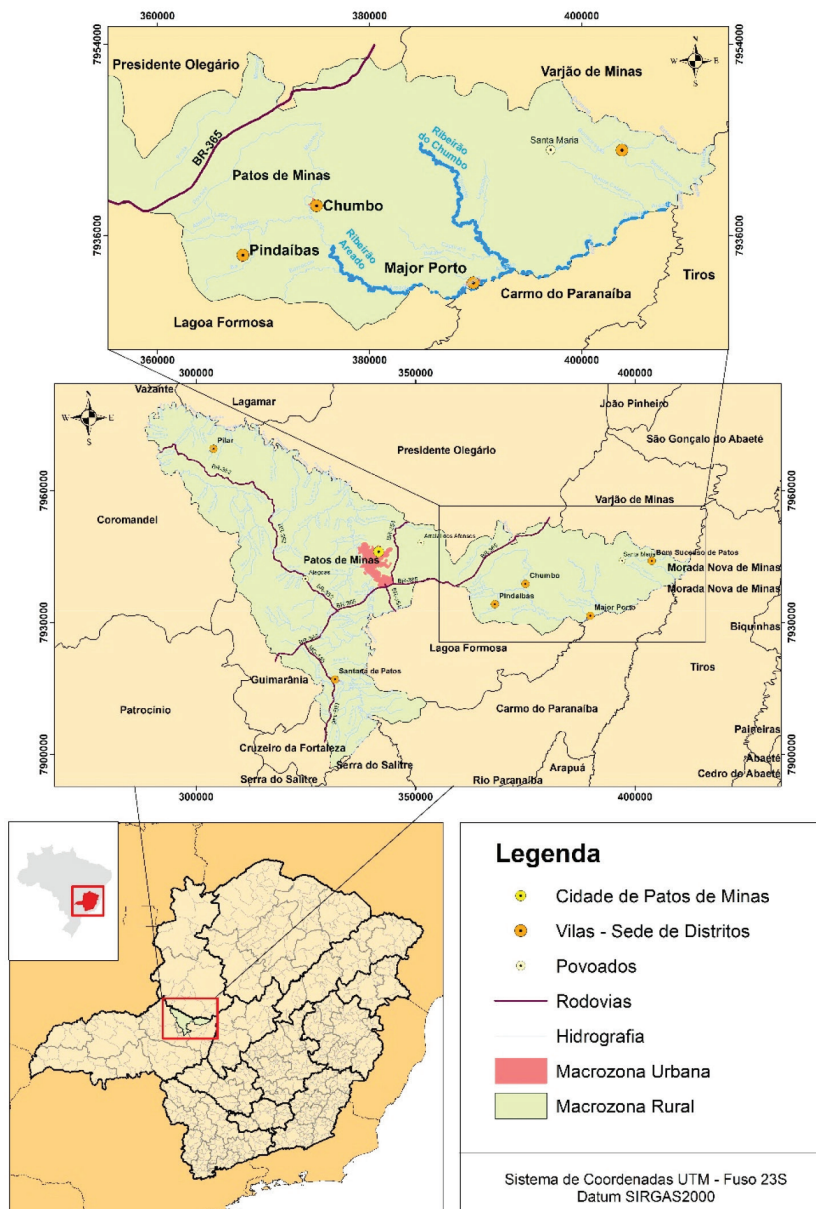 360000
380000
400000
7954000
7954000
Presidente Olegário
Varjão de Minas
N
W
E
S
BR-365
Ribeirão
do Chumbo
Santa Maria
Patos de Minas
Chumbo
7936000
7936000
Pindaíbas
Ribeirão
Areado
Major Porto
Tiros
Carmo do Paranaíba
Lagoa Formosa
360000
380000
400000
300000
350000
400000
Vazante
Lagamar
João Pinheiro
N
W
E
S
São Gonçalo do Abaeté
Pilar
Presidente Olegário
7960000
7960000
Varjão de Minas
Coromandel
Patos de Minas
Santa Maria
Bom Sucesso de Patos
Morada Nova de Minas
Chumbo
Morada Nova de Minas
Alagoas
Pindaíbas
Major Porto
7930000
7930000
Biquinhas
Lagoa Formosa
Tiros
Santana de Patos
Guimarânia
Patrocínio
Carmo do Paranaíba
Cruzeiro da Fortaleza
Paineiras
Abaeté
7900000
7900000
Serra do Salitre
Serra do Salitre
Arapuá
Rio Paranaíba
Cedro do Abaeté
300000
350000
400000
Legenda
Cidade de Patos de Minas
Vilas - Sede de Distritos
Povoados
Rodovias
Hidrografia
Macrozona Urbana
Macrozona Rural
Sistema de Coordenadas UTM - Fuso 23S
Datum SIRGAS2000